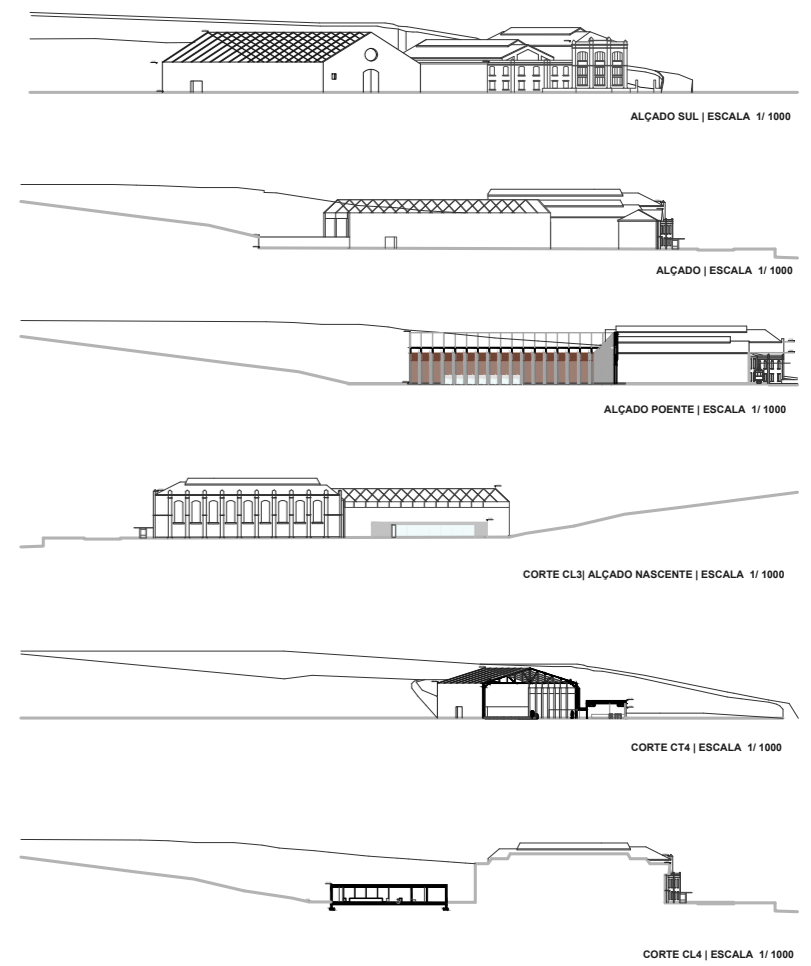 ALÇADO SUL | ESCALA 1/ 1000
ALÇADO | ESCALA 1/ 1000
ALÇADO POENTE | ESCALA 1/ 1000
CORTE CL3| ALÇADO NASCENTE | ESCALA 1/ 1000
CORTE CT4 | ESCALA 1/ 1000
CORTE CL4 | ESCALA 1/ 1000